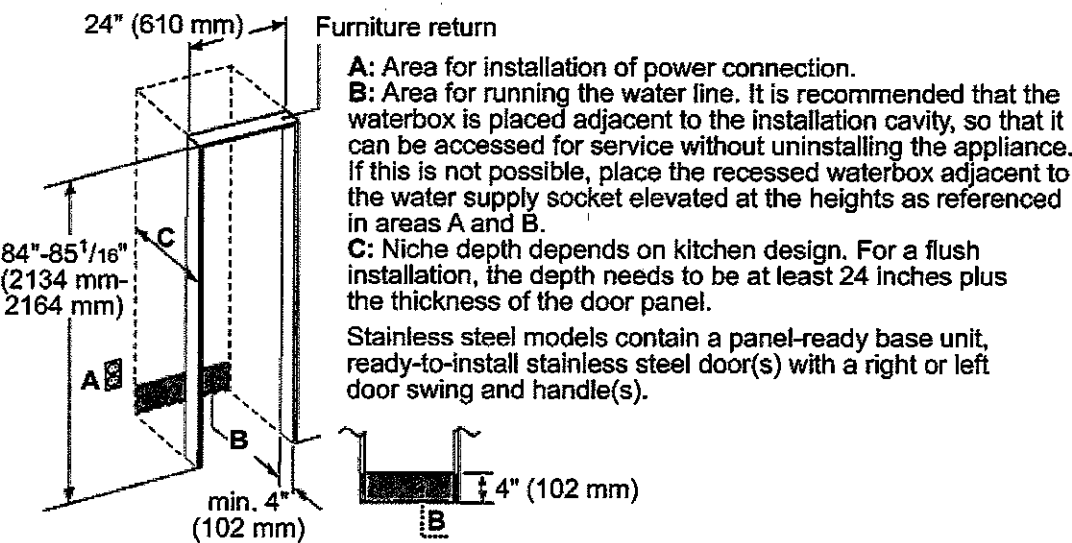 24" (610 mm)
Furniture return
A: Area for installation of power connection.
B: Area for running the water line. It is recommended that the
waterbox is placed adjacent to the installation cavity, so that it
can be accessed for service without uninstalling the appliance.
If this is not possible, place the recessed waterbox adjacent to
the water supply socket elevated at the heights as referenced
in areas A and B.
C: Niche depth depends on kitchen design. For a flush
installation, the depth needs to be at least 24 inches plus
the thickness of the door panel.
Stainless steel models contain a panel-ready base unit,
ready-to-install stainless steel door(s) with a right or left
door swing and handle(s).
C
84"-85 1/16"
(2134 mm-
2164 mm)
A
B
min. 4"
(102 mm)
4" (102 mm)
B